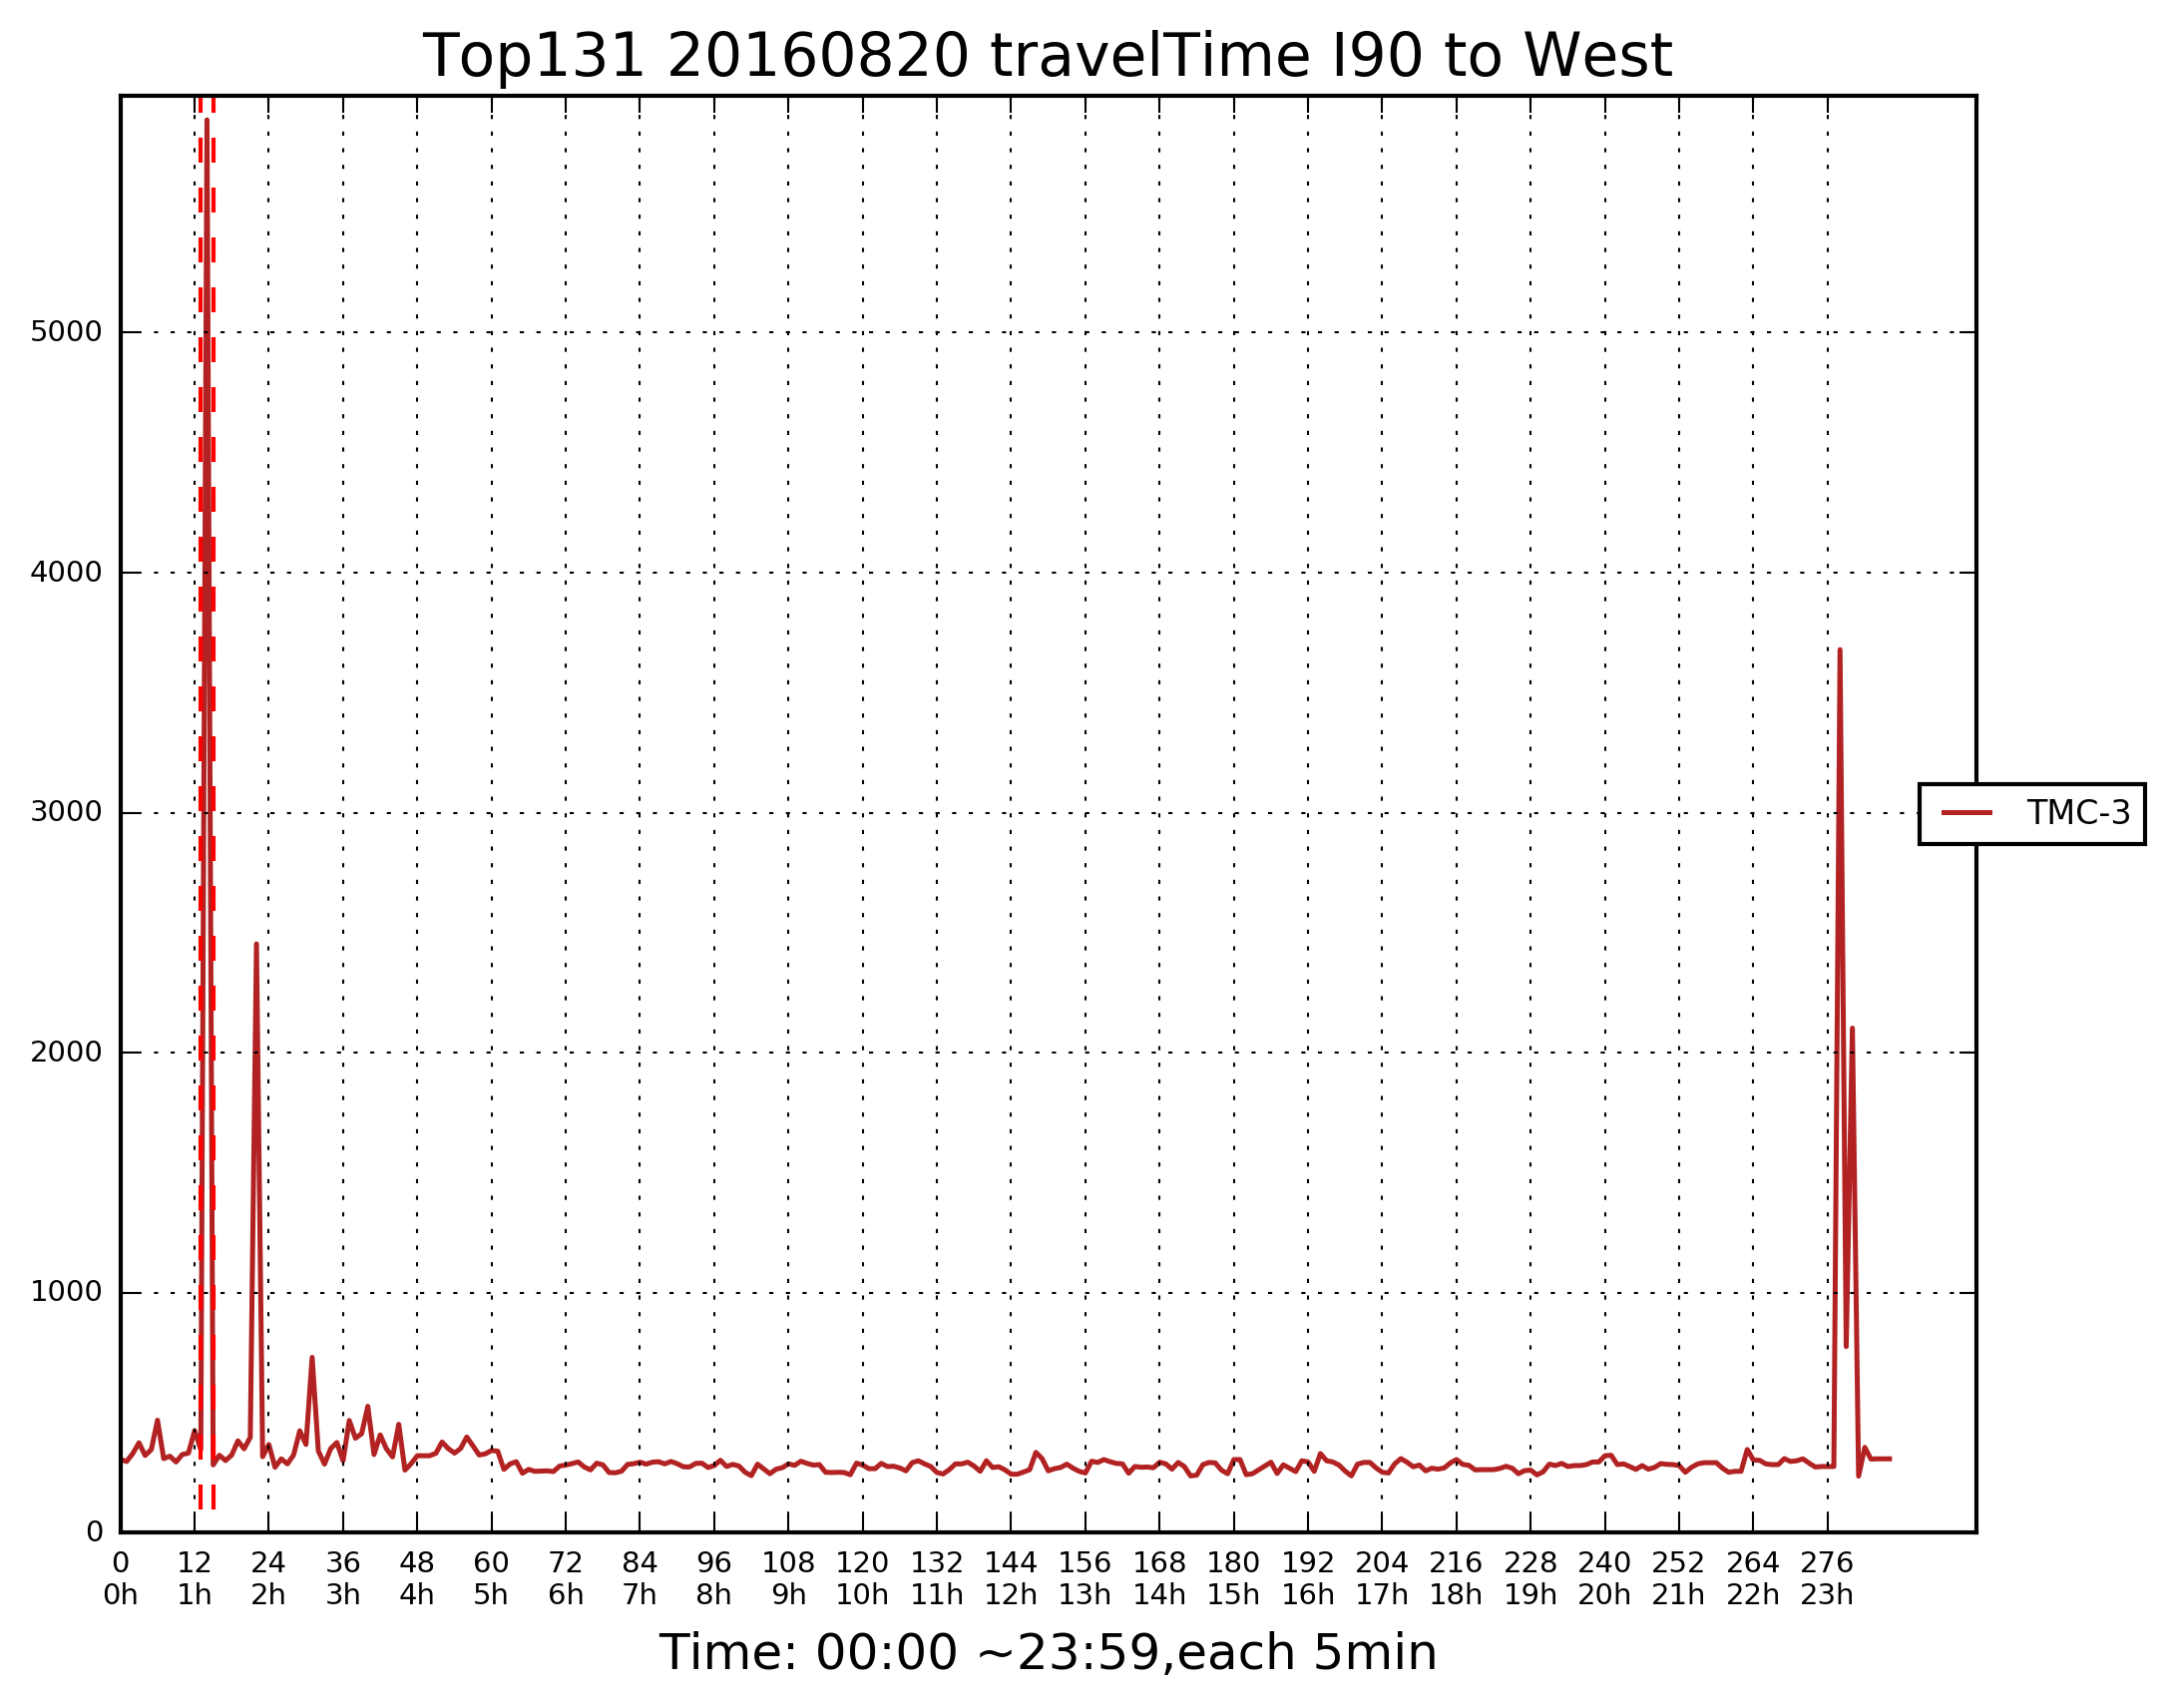 Top131 20160820 travelTime I90 to West
5000
4000
3000
2000
1000
0
TMC-3
0 12 24 36 48 60 72 84 96 108 120 132 144 156 168 180 192 204 216 228 240 252 264 276
0h 1h 2h 3h 4h 5h 6h 7h 8h 9h 10h 11h 12h 13h 14h 15h 16h 17h 18h 19h 20h 21h 22h 23h
Time: 00:00 ~23:59,each 5min